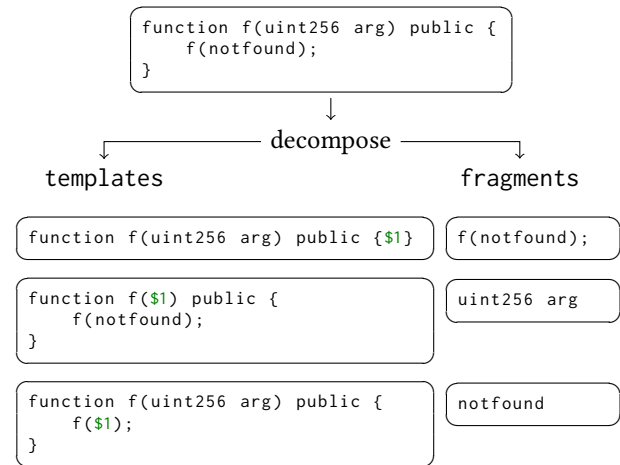 function f(uint256 arg) public {
    f(notfound);
}
decompose
templates
fragments
function f(uint256 arg) public {$1}
f(notfound);
function f($1) public {
    f(notfound);
}
uint256 arg
function f(uint256 arg) public {
    f($1);
}
notfound